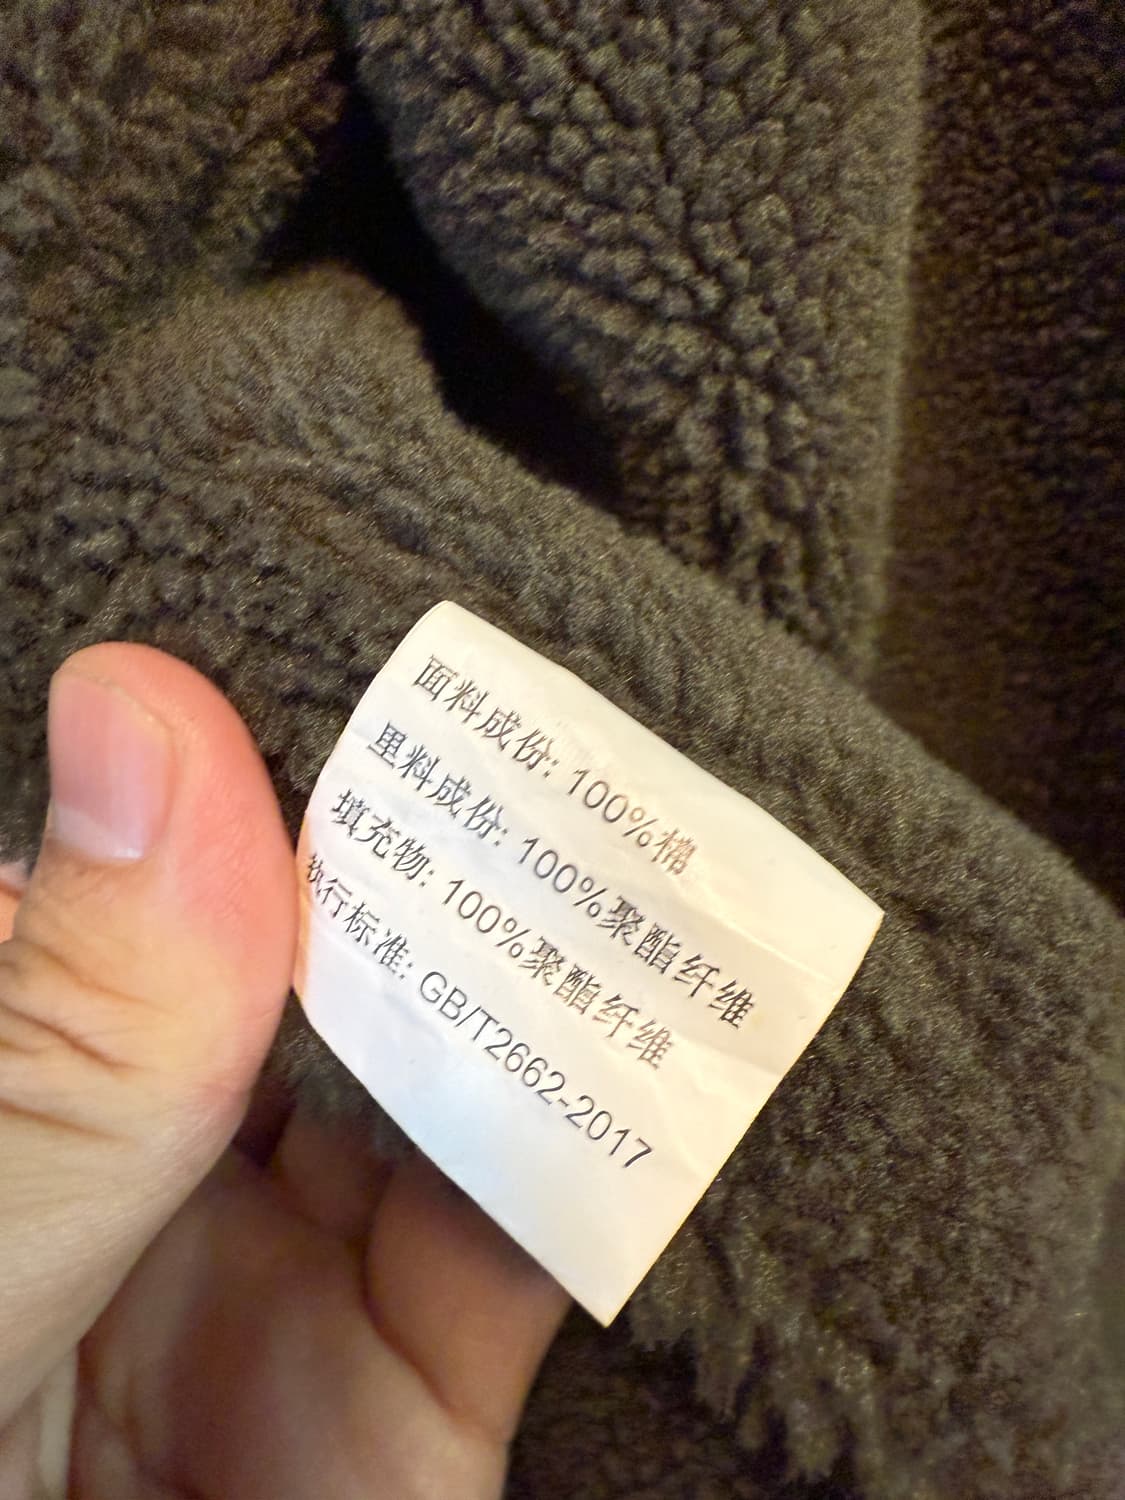 面料成份: 100%棉
里料成份: 100%聚酯纤维
填充物: 100%聚酯纤维
执行标准: GB/T2662-2017